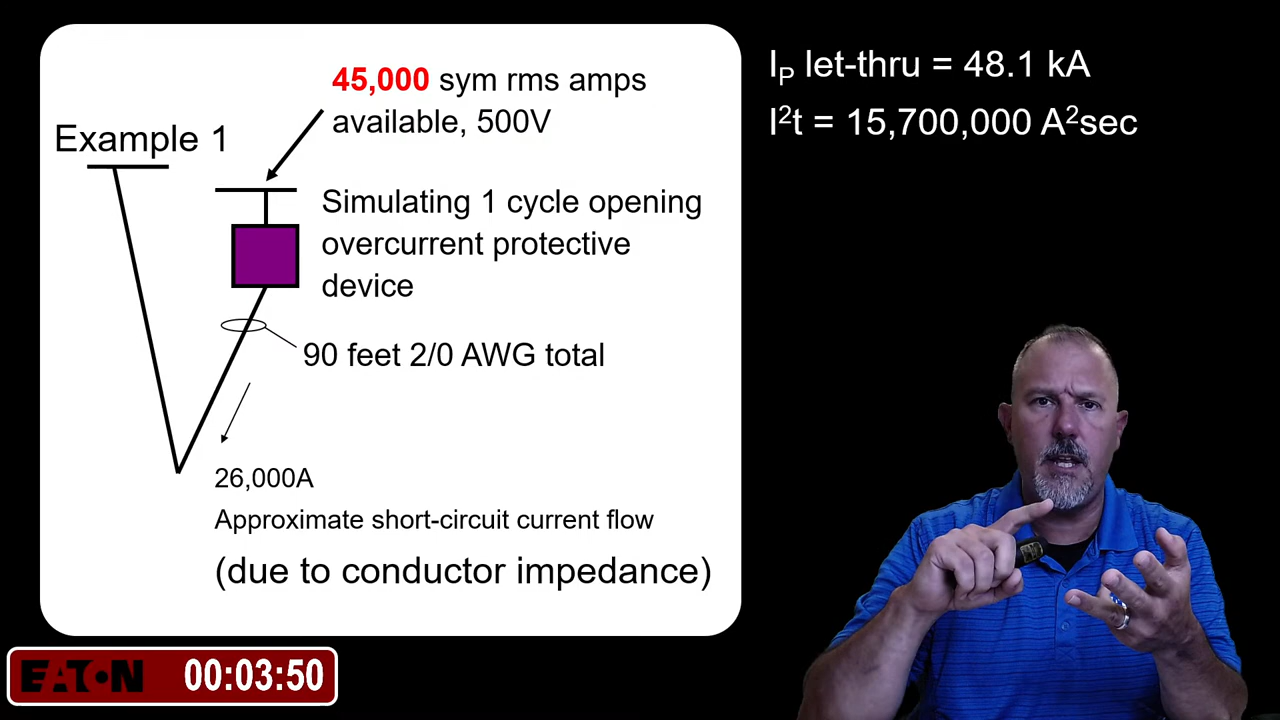 45,000 sym rms amps
available, 500V
Example 1
Simulating 1 cycle opening
overcurrent protective
device
90 feet 2/0 AWG total
26,000A
Approximate short-circuit current flow
(due to conductor impedance)
I_P let-thru = 48.1 kA
I²t = 15,700,000 A²sec
EATON
00:03:50